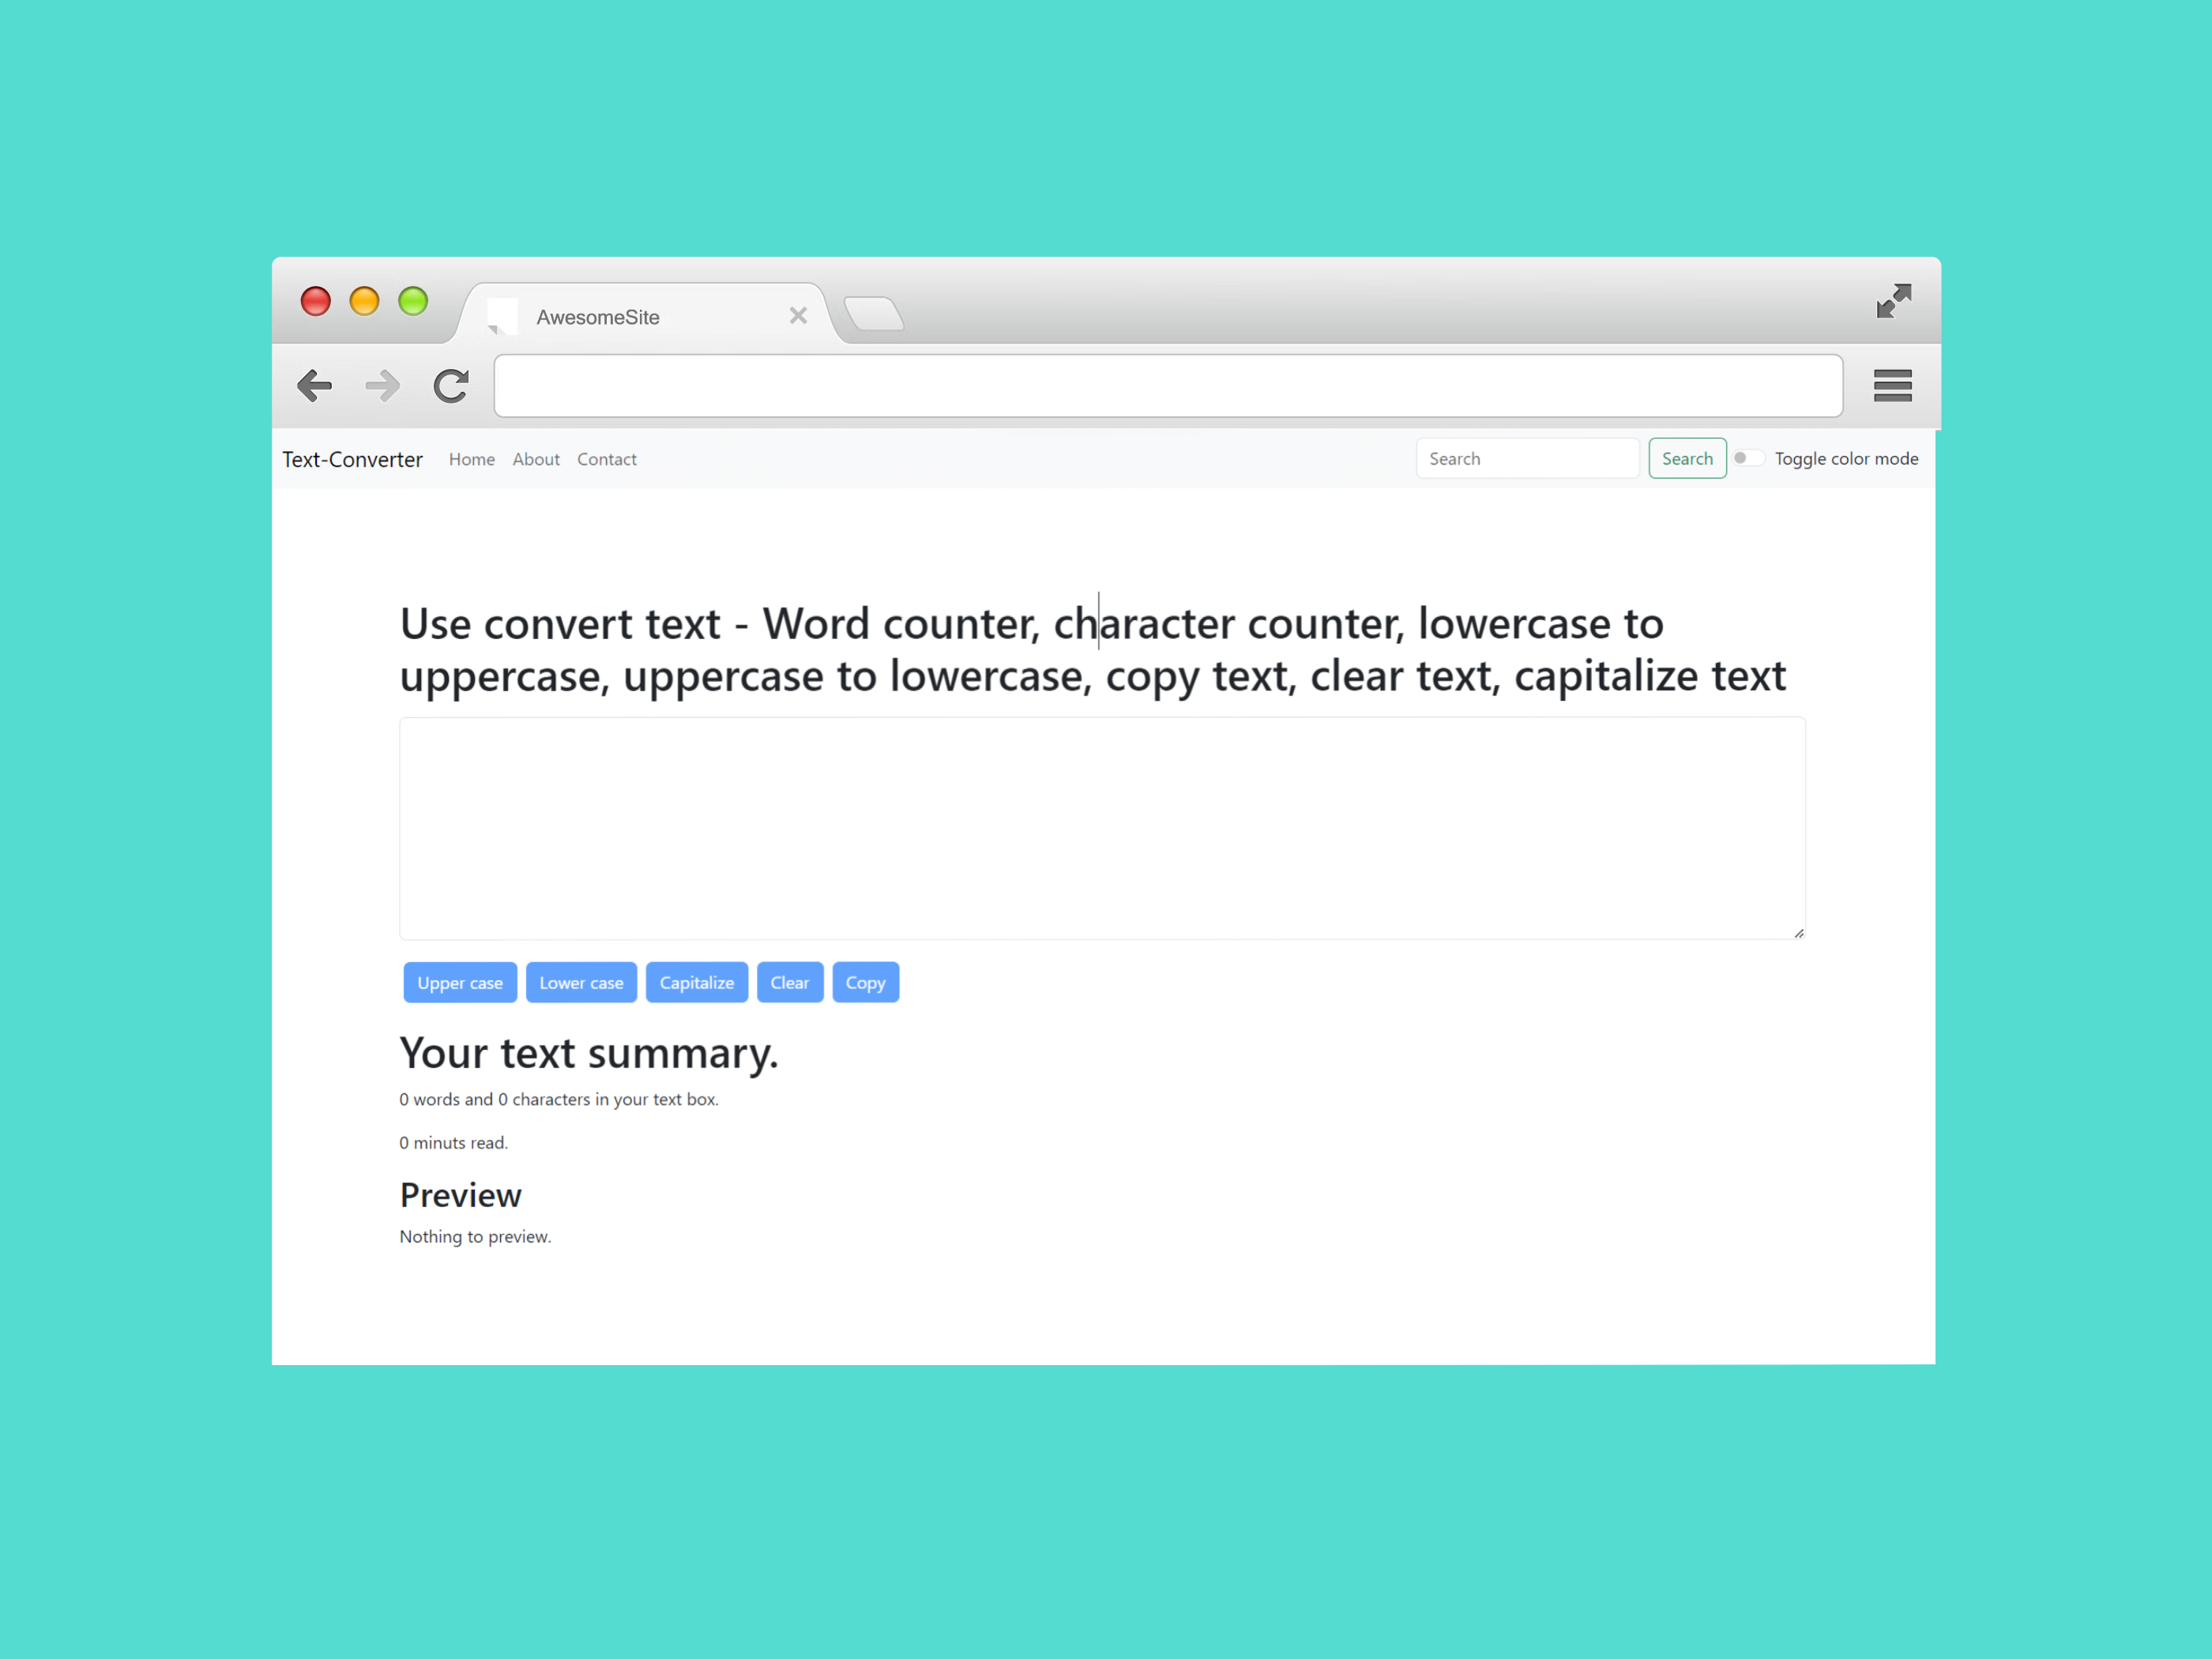 AwesomeSite
Text-Converter Home About Contact Search Search Toggle color mode
Use convert text - Word counter, character counter, lowercase to
uppercase, uppercase to lowercase, copy text, clear text, capitalize text
Upper case Lower case Capitalize Clear Copy
Your text summary.
0 words and 0 characters in your text box.
0 minuts read.
Preview
Nothing to preview.